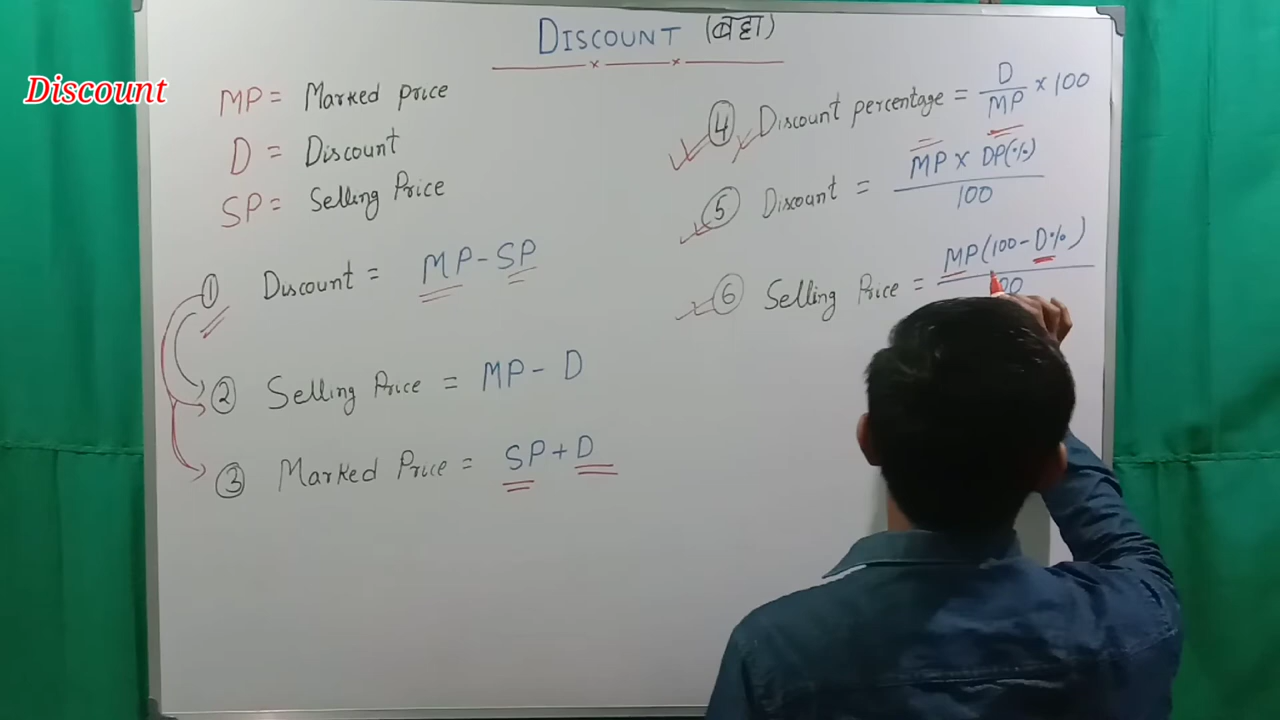 Discount
DISCOUNT (बट्टा)
MP = Marked price
D = Discount
SP = Selling Price
① Discount = MP - SP
② Selling Price = MP - D
③ Marked Price = SP + D
④ Discount percentage = D/MP × 100
⑤ Discount = MP × DP(%)/100
⑥ Selling Price = MP(100 - D%)/100